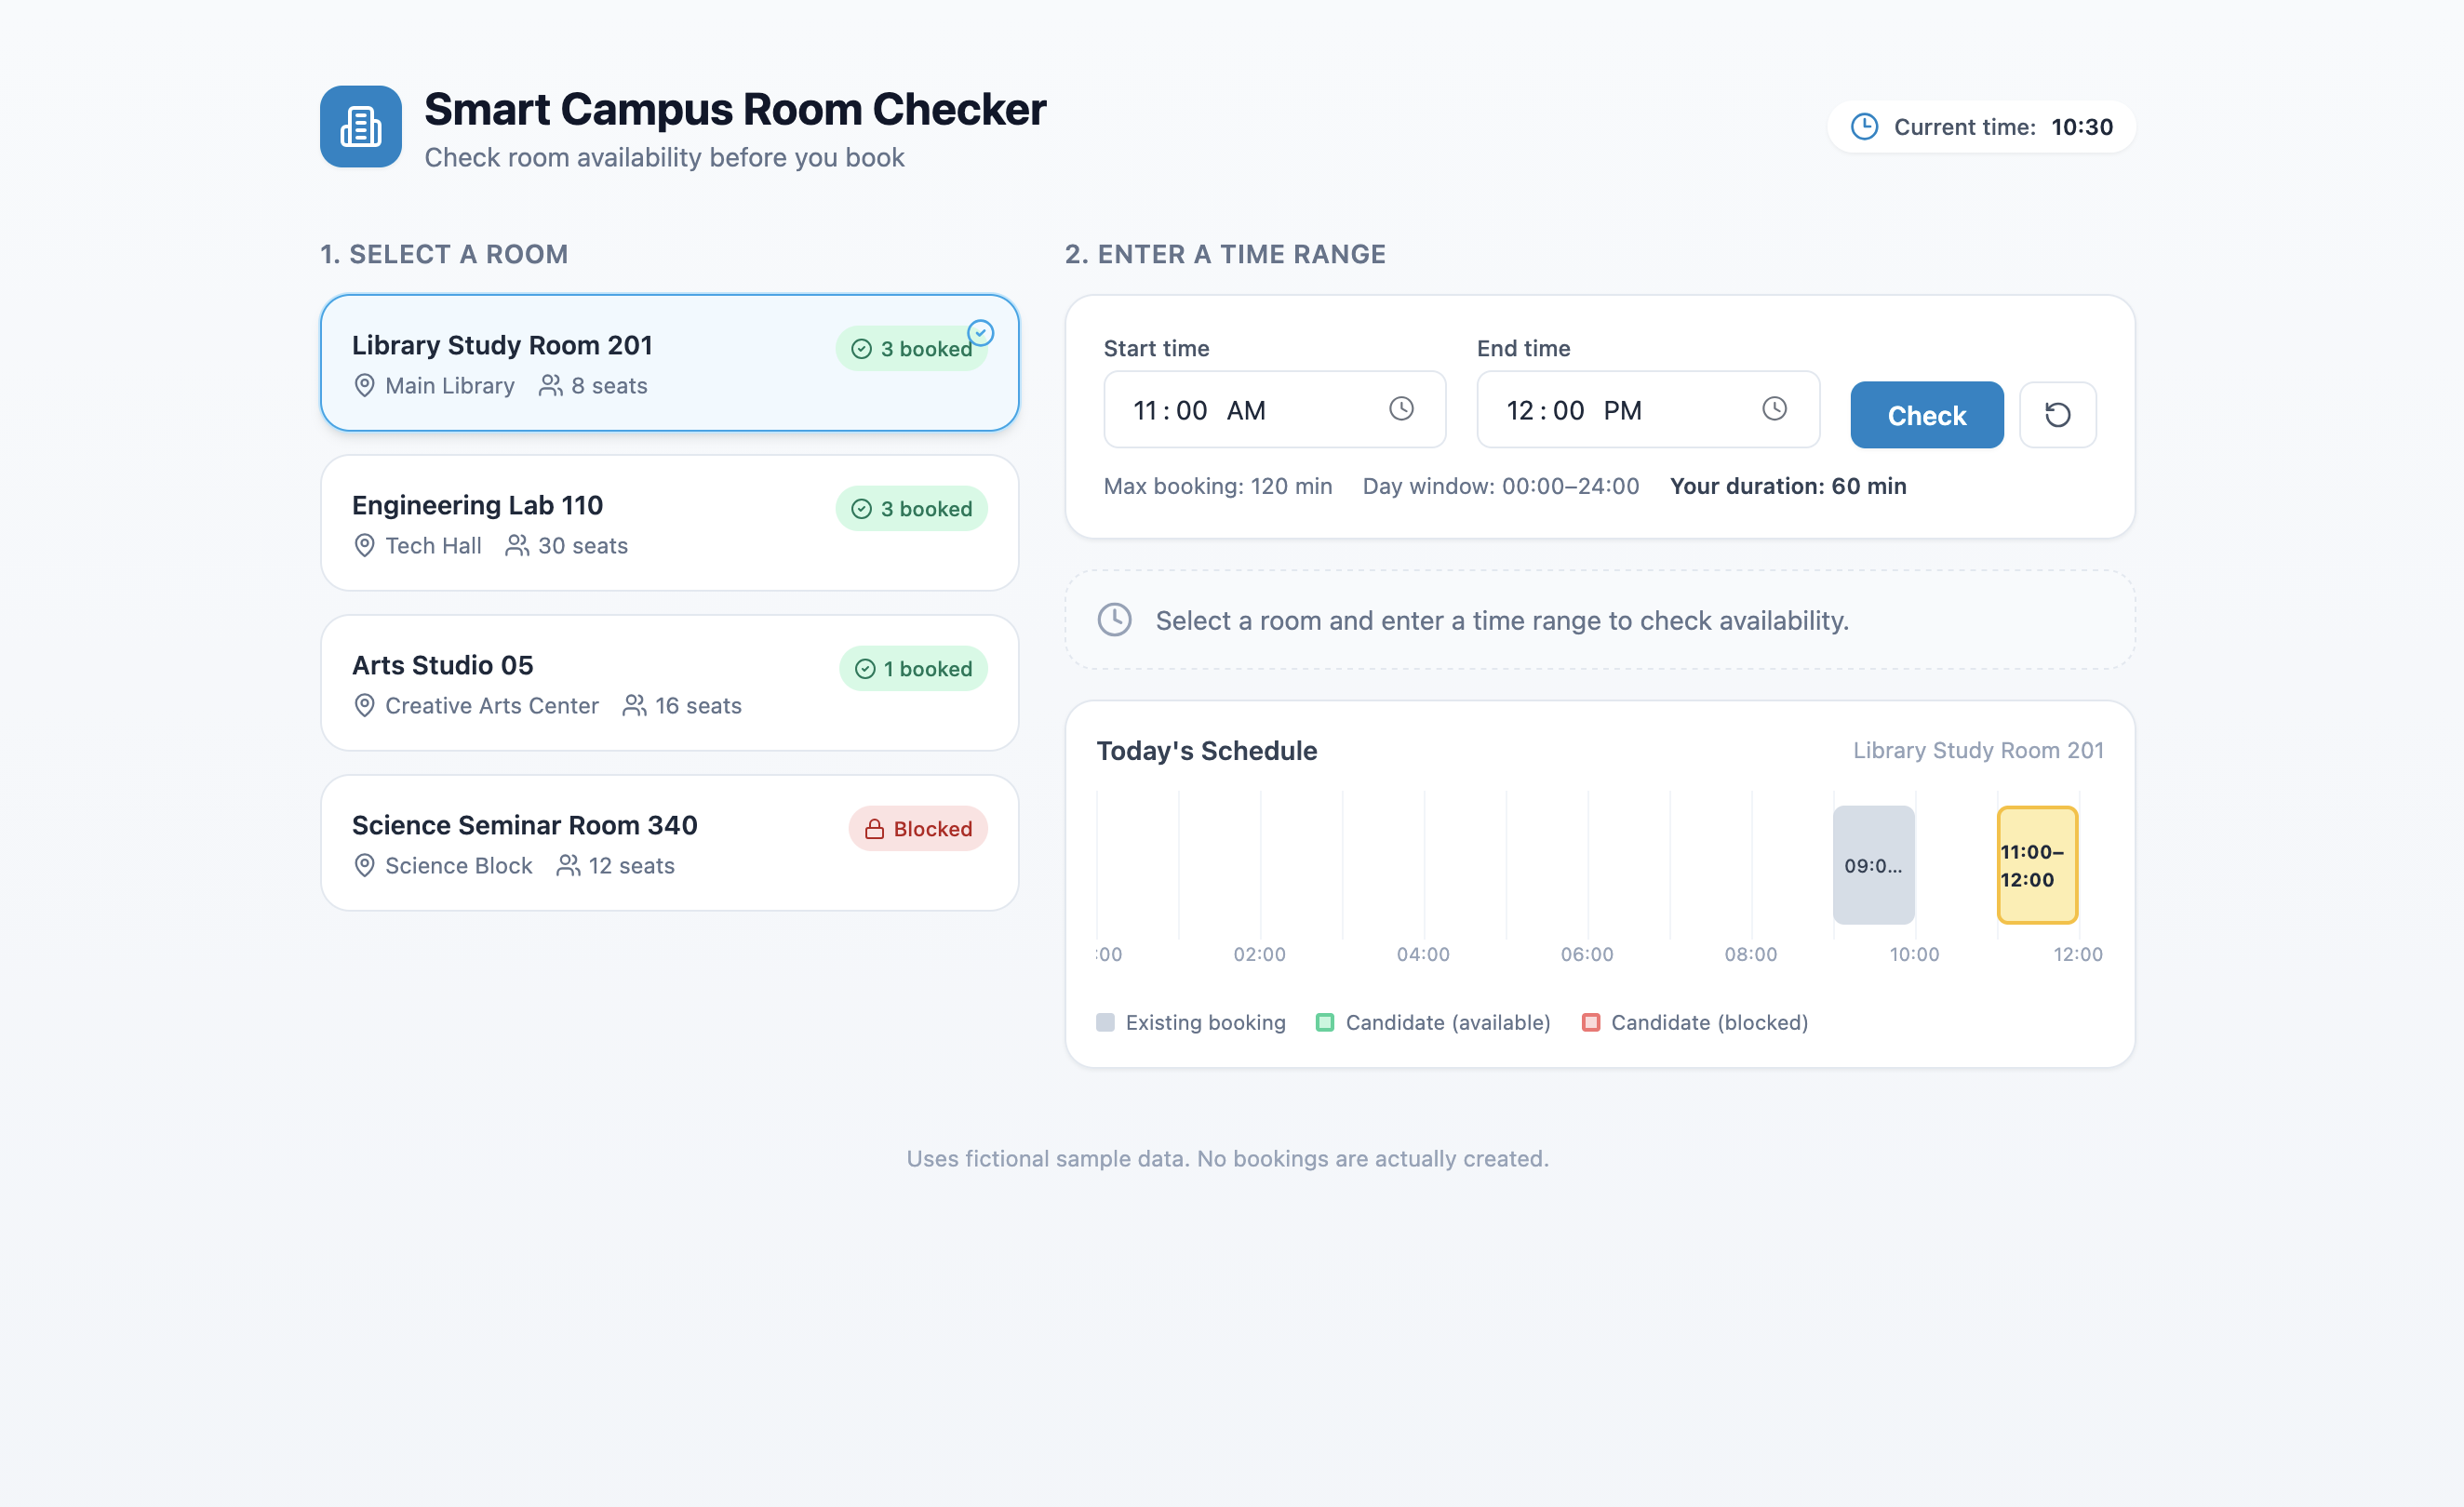 Smart Campus Room Checker
Check room availability before you book
Current time: 10:30
1. SELECT A ROOM
Library Study Room 201
3 booked
Main Library 8 seats
Engineering Lab 110
3 booked
Tech Hall 30 seats
Arts Studio 05
1 booked
Creative Arts Center 16 seats
Science Seminar Room 340
Blocked
Science Block 12 seats
2. ENTER A TIME RANGE
Start time
End time
11:00 AM
12:00 PM
Check
Max booking: 120 min Day window: 00:00–24:00 Your duration: 60 min
Select a room and enter a time range to check availability.
Today's Schedule
Library Study Room 201
09:0...
11:00–
12:00
:00 02:00 04:00 06:00 08:00 10:00 12:00
Existing booking Candidate (available) Candidate (blocked)
Uses fictional sample data. No bookings are actually created.